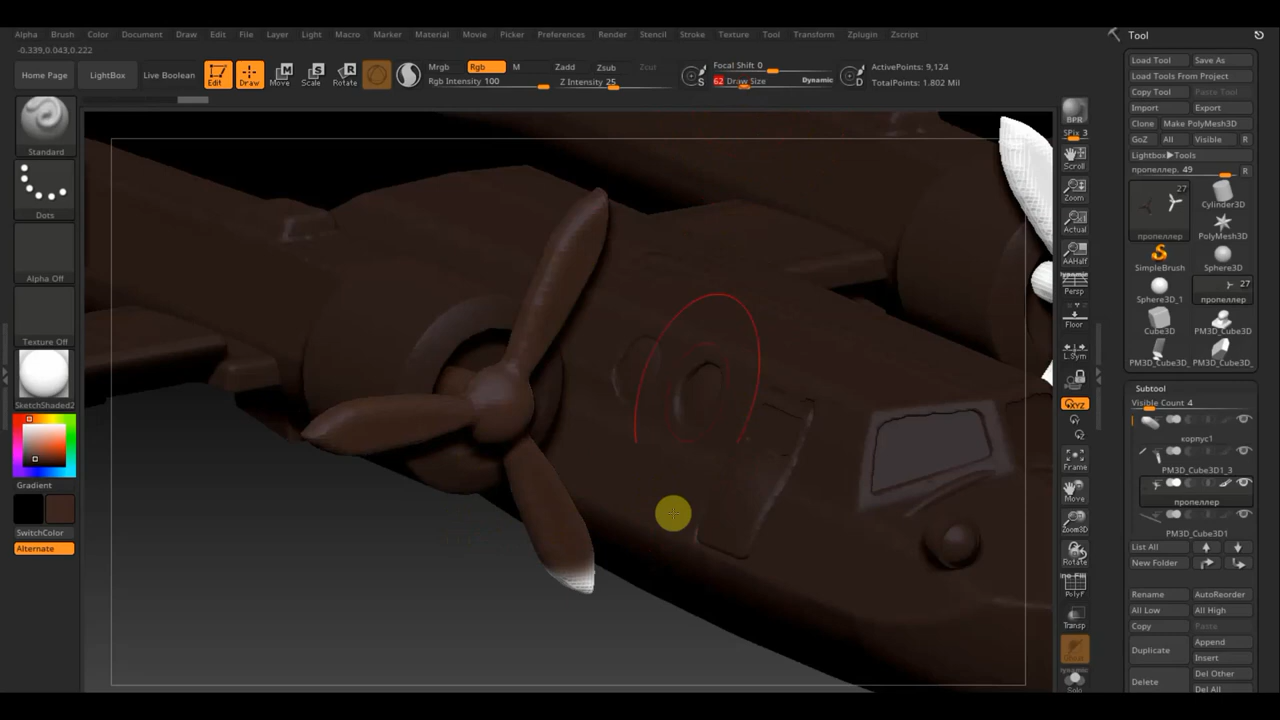 Alpha Brush Color Document Draw Edit File Layer Light Macro Marker Material Movie Picker Preferences Render Stencil Stroke Texture Tool Transform Zplugin Zscript
Tool
-0.339,0.043,0.222
Home Page
LightBox
Live Boolean
Edit
Draw
Move
Scale
Rotate
Mrgb
Rgb
M
Rgb Intensity 100
Zadd
Zsub
Zcut
Z Intensity 25
S
Focal Shift 0
62 Draw Size
Dynamic
D
ActivePoints: 9,124
TotalPoints: 1.802 Mil
Standard
Dots
Alpha Off
Texture Off
SketchShaded2
Gradient
SwitchColor
Alternate
BPR
SPix 3
Scroll
Zoom
Actual
AAHalf
Persp
Floor
L.Sym
XYZ
Y
Z
Frame
Move
Zoom3D
Rotate
PolyF
Transp
Solo
Load Tool
Save As
Load Tools From Project
Copy Tool
Paste Tool
Import
Export
Clone
Make PolyMesh3D
GoZ
All
Visible
R
Lightbox▶Tools
пропеллер. 49
R
27
пропеллер
Cylinder3D
PolyMesh3D
SimpleBrush
Sphere3D
27
Sphere3D_1
пропеллер
Cube3D
PM3D_Cube3D
PM3D_Cube3D_
PM3D_Cube3D_
Subtool
Visible Count 4
корпус1
PM3D_Cube3D1_3
пропеллер
PM3D_Cube3D1
List All
New Folder
Rename
AutoReorder
All Low
All High
Copy
Paste
Duplicate
Append
Insert
Delete
Del Other
Del All